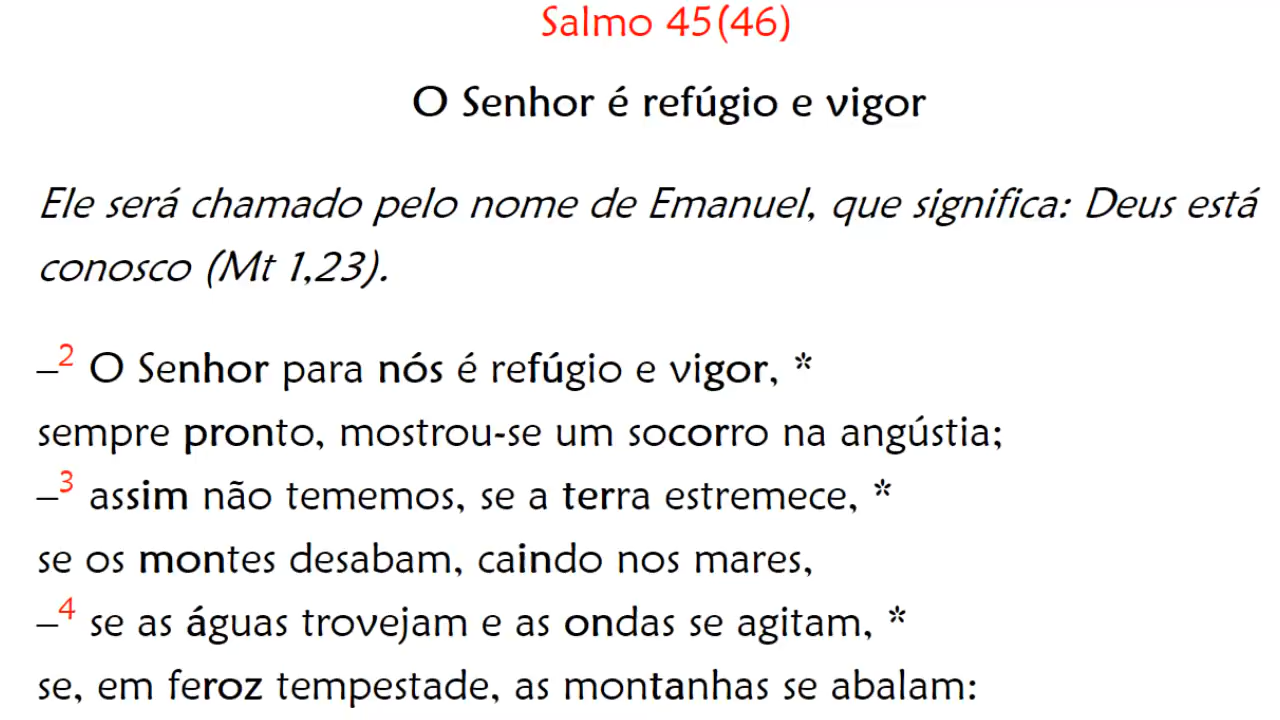 Salmo 45(46)
O Senhor é refúgio e vigor
Ele será chamado pelo nome de Emanuel, que significa: Deus está
conosco (Mt 1,23).
–2 O Senhor para nós é refúgio e vigor, *
sempre pronto, mostrou-se um socorro na angústia;
–3 assim não tememos, se a terra estremece, *
se os montes desabam, caindo nos mares,
–4 se as águas trovejam e as ondas se agitam, *
se, em feroz tempestade, as montanhas se abalam: